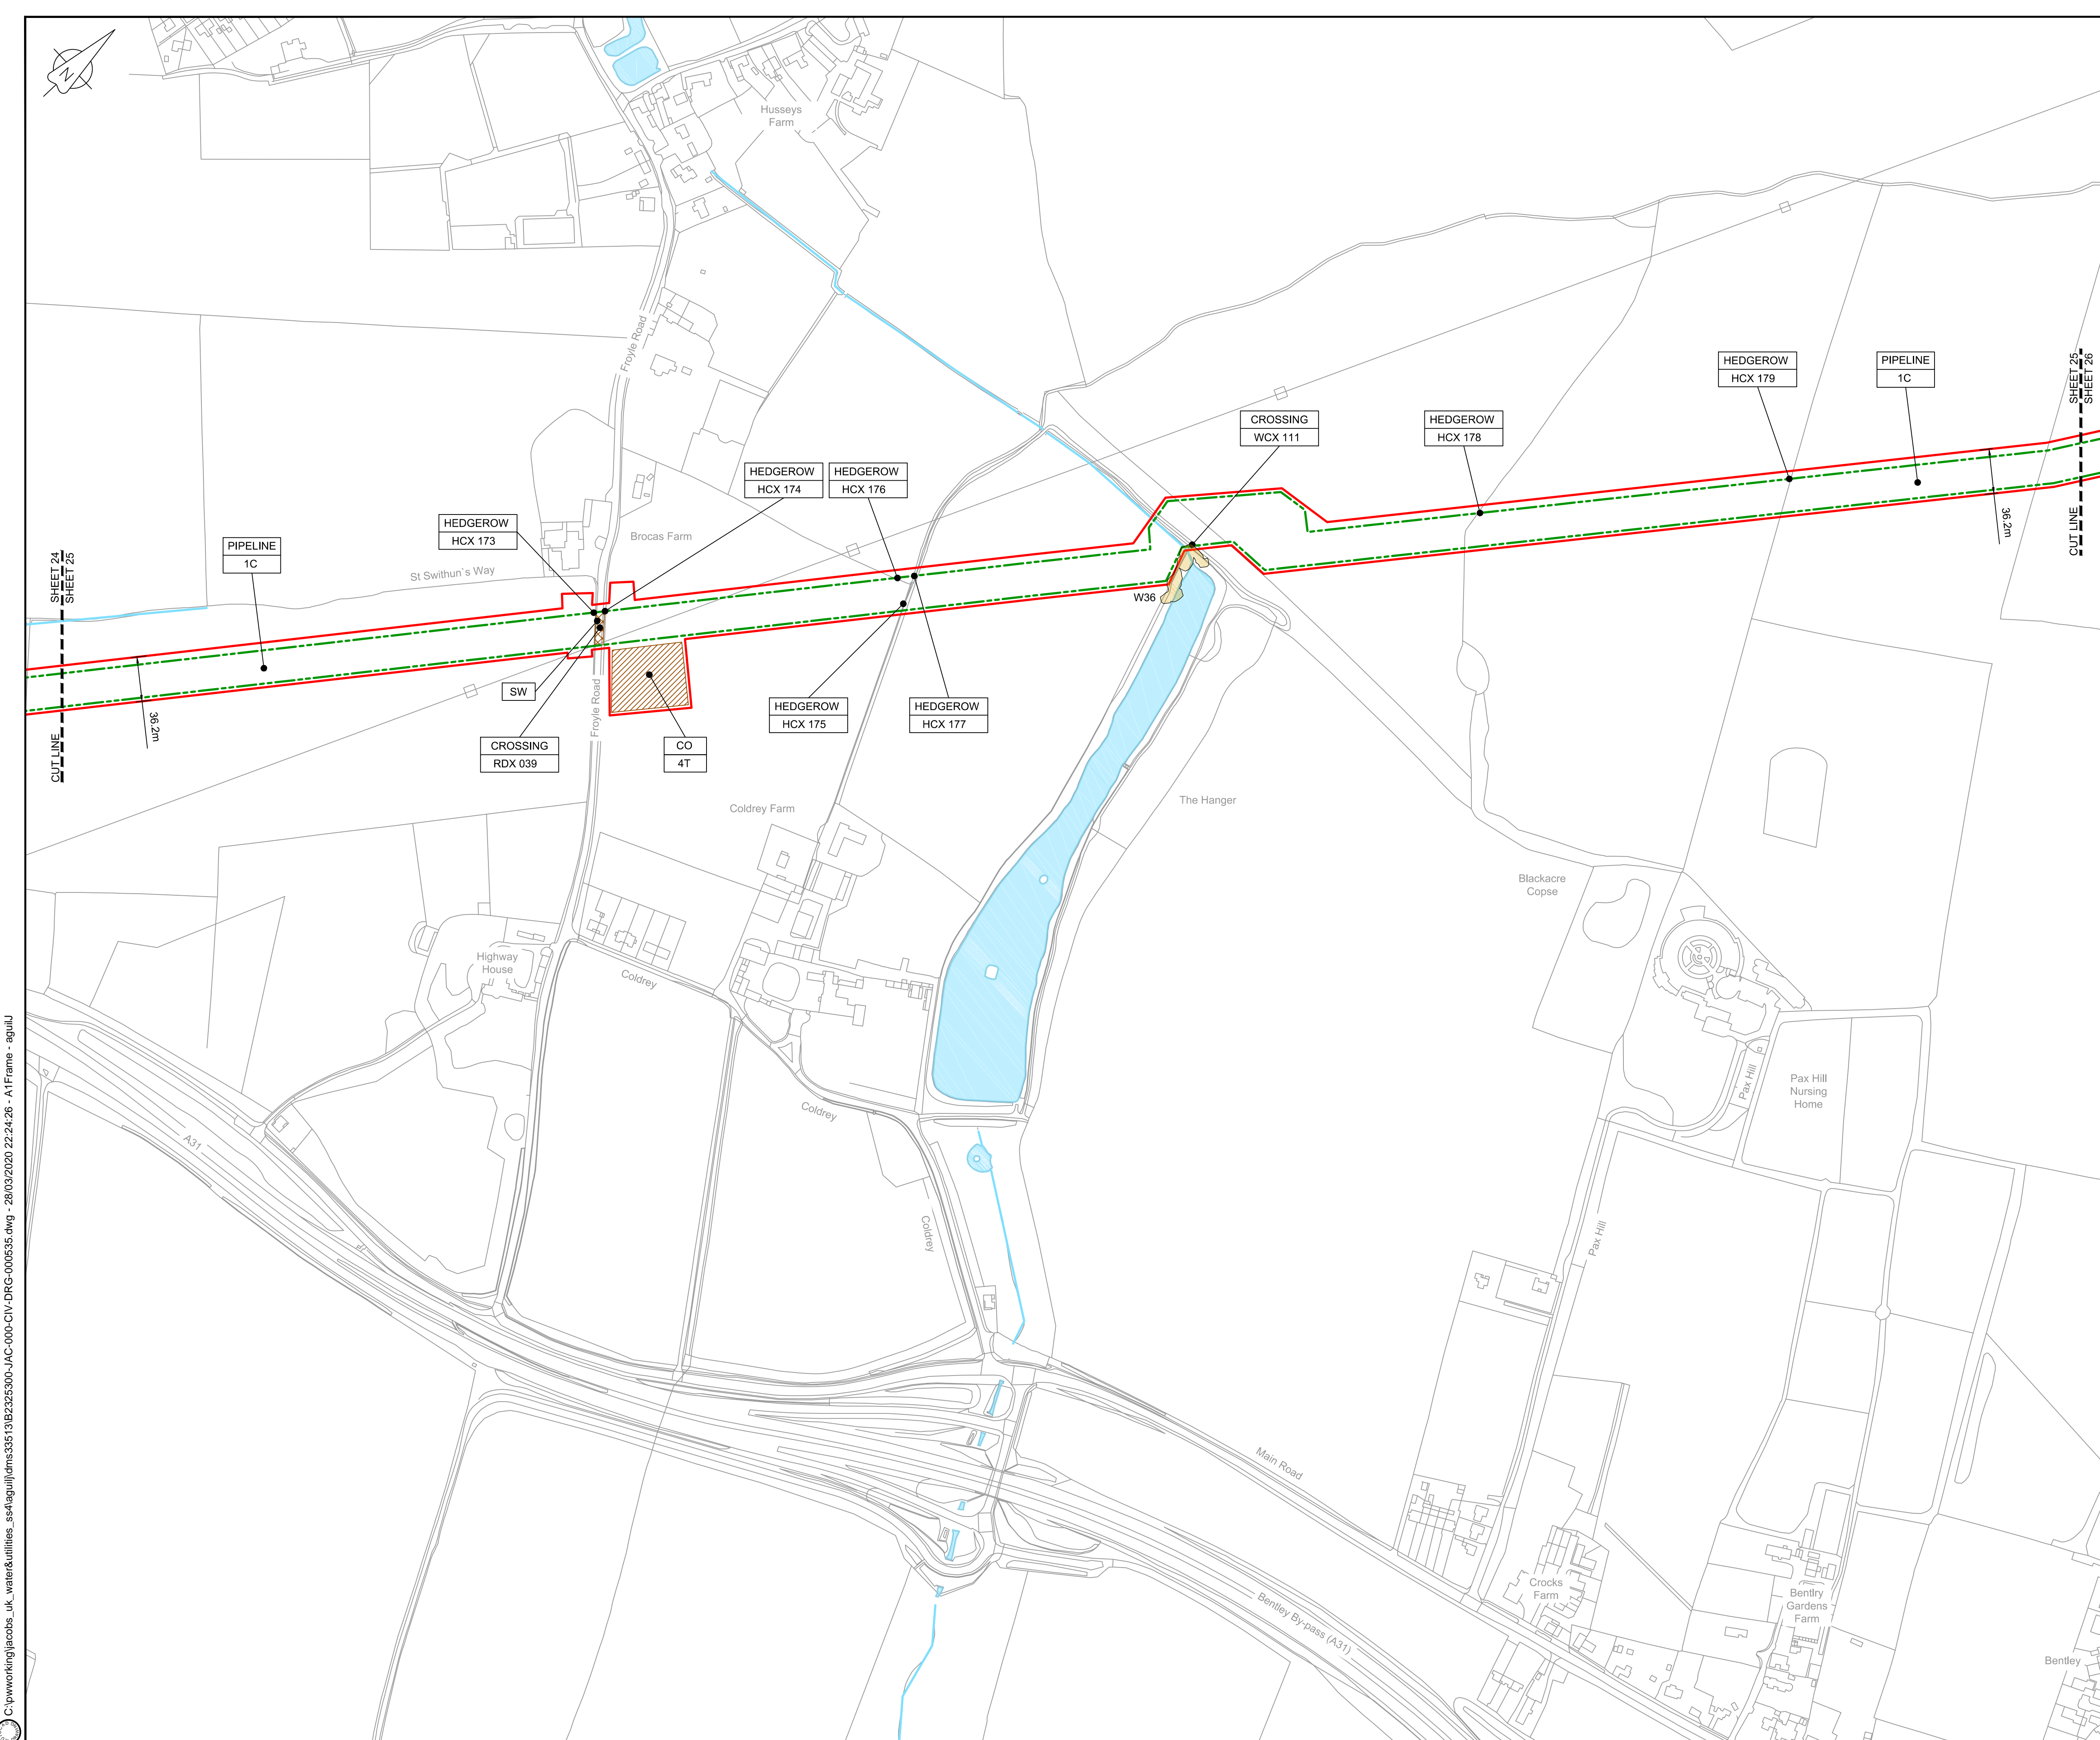 N
Husseys
Farm
Froyle Road
HEDGEROW
HCX 179
PIPELINE
1C
SHEET 25
SHEET 26
CUT LINE
CROSSING
WCX 111
HEDGEROW
HCX 178
HEDGEROW
HCX 174
HEDGEROW
HCX 176
HEDGEROW
HCX 173
Brocas Farm
PIPELINE
1C
St Swithun`s Way
SHEET 24
SHEET 25
CUT LINE
36.2m
36.2m
W36
SW
Froyle Road
HEDGEROW
HCX 175
HEDGEROW
HCX 177
CROSSING
RDX 039
CO
4T
Coldrey Farm
The Hanger
Blackacre
Copse
Highway
House
Coldrey
Pax Hill
Pax Hill
Nursing
Home
A31
Coldrey
Coldrey
Pax Hill
Main Road
Bentley By-pass (A31)
Crocks
Farm
Bentlry
Gardens
Farm
Bentley
C:\pwworking\jacobs_uk_water&utilities_ss4\aguilj\dms33513\B2325300-JAC-000-CIV-DRG-000535.dwg - 28/03/2020 22:24:26 - A1Frame - aguilJ